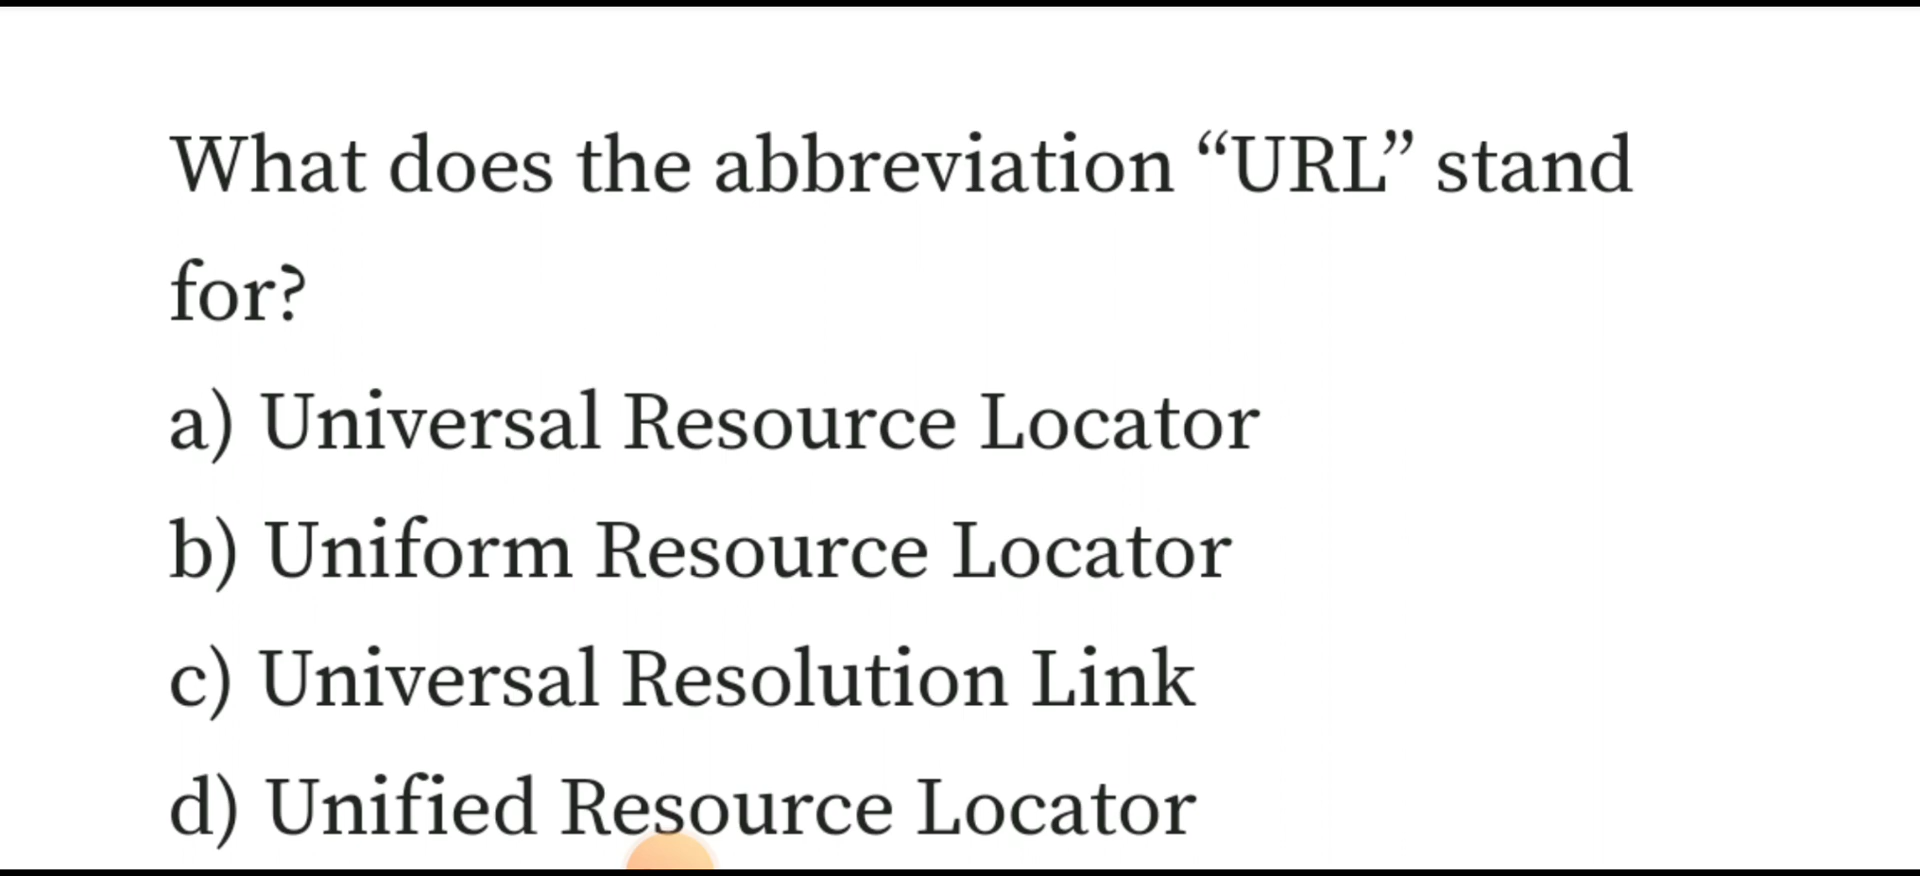 What does the abbreviation “URL” stand
for?
a) Universal Resource Locator
b) Uniform Resource Locator
c) Universal Resolution Link
d) Unified Resource Locator